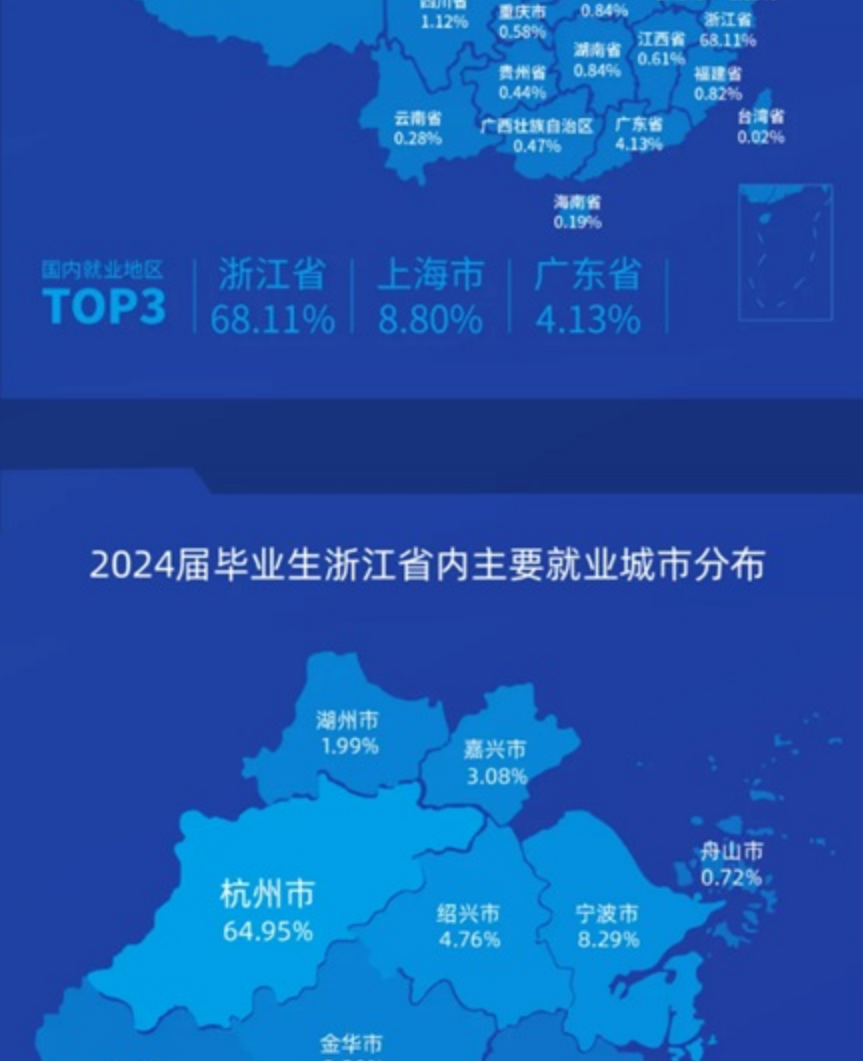 四川省
1.12%
重庆市
0.58%
0.84%
浙江省
68.11%
湖南省
0.84%
江西省
0.61%
贵州省
0.44%
福建省
0.82%
云南省
0.28%
广西壮族自治区
0.47%
广东省
4.13%
台湾省
0.02%
海南省
0.19%
国内就业地区
TOP3
浙江省
68.11%
上海市
8.80%
广东省
4.13%
2024届毕业生浙江省内主要就业城市分布
湖州市
1.99%
嘉兴市
3.08%
舟山市
0.72%
杭州市
64.95%
绍兴市
4.76%
宁波市
8.29%
金华市